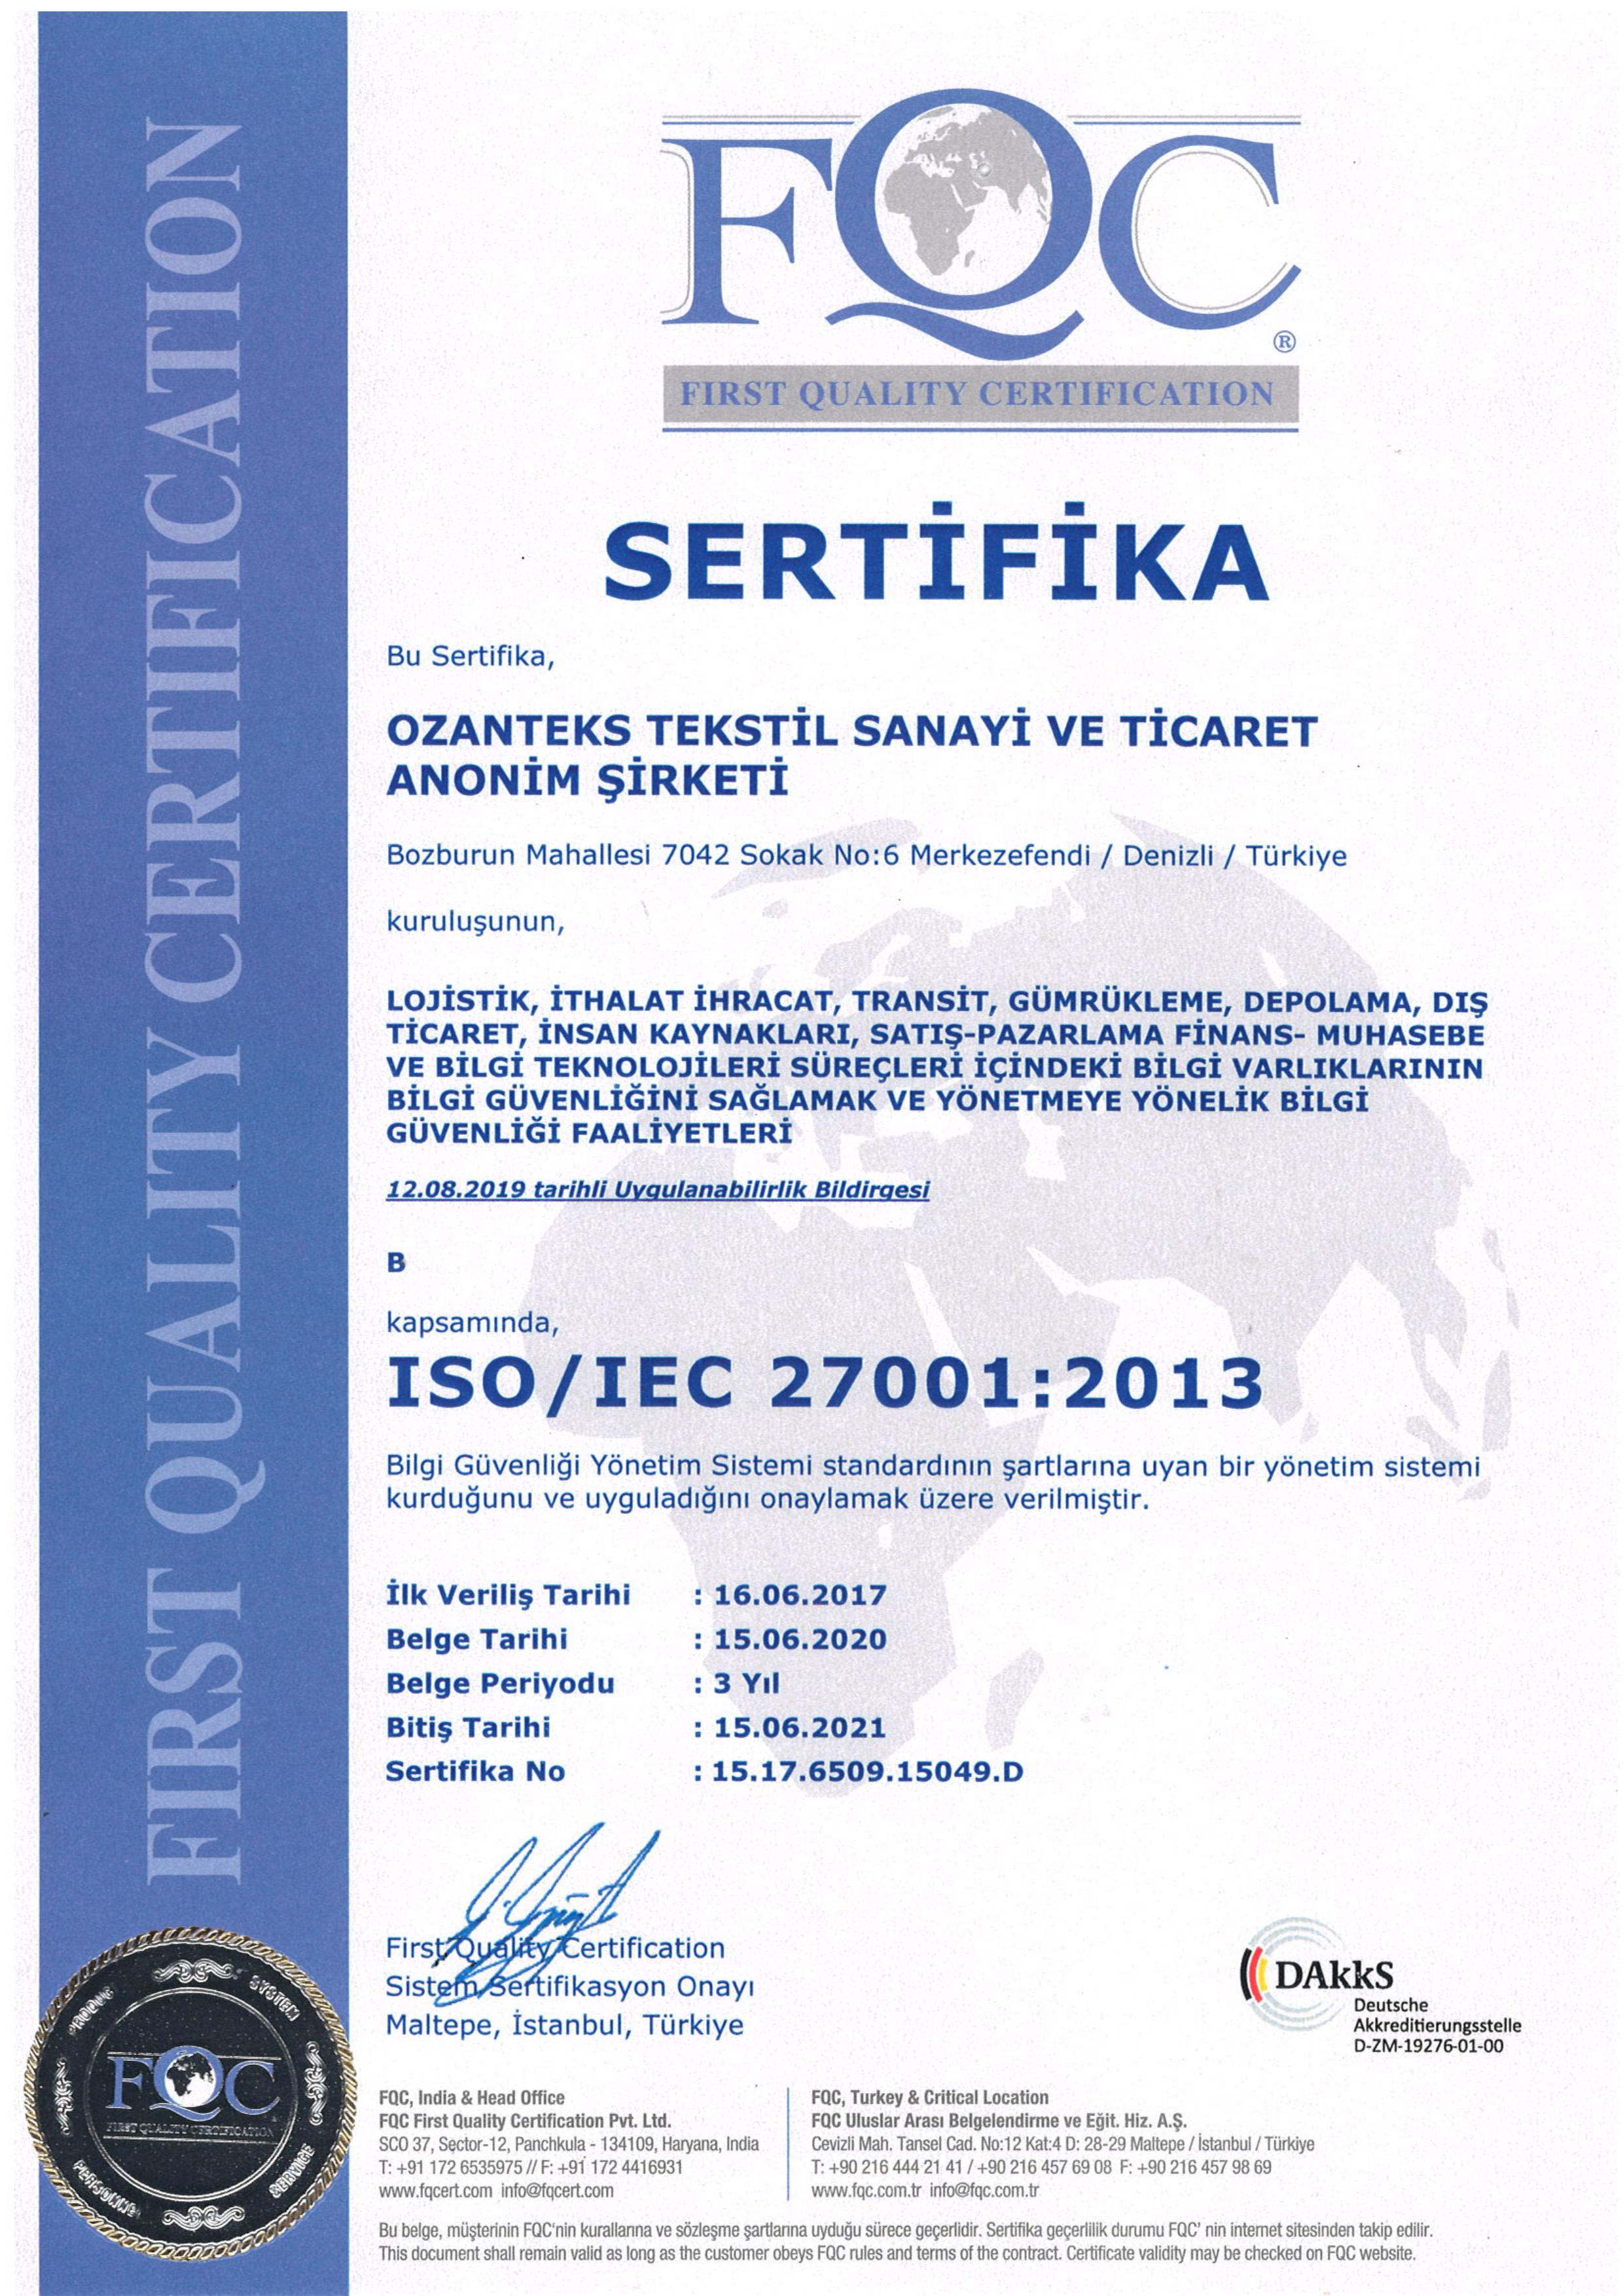 FIRST QUALITY CERTIFICATION
FQC
®
FIRST QUALITY CERTIFICATION
SERTİFİKA
Bu Sertifika,
OZANTEKS TEKSTİL SANAYİ VE TİCARET
ANONİM ŞİRKETİ
Bozburun Mahallesi 7042 Sokak No:6 Merkezefendi / Denizli / Türkiye
kuruluşunun,
LOJİSTİK, İTHALAT İHRACAT, TRANSİT, GÜMRÜKLEME, DEPOLAMA, DIŞ
TİCARET, İNSAN KAYNAKLARI, SATIŞ-PAZARLAMA FİNANS- MUHASEBE
VE BİLGİ TEKNOLOJİLERİ SÜREÇLERİ İÇİNDEKİ BİLGİ VARLIKLARININ
BİLGİ GÜVENLİĞİNİ SAĞLAMAK VE YÖNETMEYE YÖNELİK BİLGİ
GÜVENLİĞİ FAALİYETLERİ
12.08.2019 tarihli Uygulanabilirlik Bildirgesi
B
kapsamında,
ISO/IEC 27001:2013
Bilgi Güvenliği Yönetim Sistemi standardının şartlarına uyan bir yönetim sistemi
kurduğunu ve uyguladığını onaylamak üzere verilmiştir.
İlk Veriliş Tarihi : 16.06.2017
Belge Tarihi : 15.06.2020
Belge Periyodu : 3 Yıl
Bitiş Tarihi : 15.06.2021
Sertifika No : 15.17.6509.15049.D
First Quality Certification
Sistem Sertifikasyon Onayı
Maltepe, İstanbul, Türkiye
DAkkS
Deutsche
Akkreditierungsstelle
D-ZM-19276-01-00
PRODUC SYSTEM
FQC
FIRST QUALITY CERTIFICATION
PERSONNEL SERVICE
FQC, India & Head Office
FQC First Quality Certification Pvt. Ltd.
SCO 37, Sector-12, Panchkula - 134109, Haryana, India
T: +91 172 6535975 // F: +91 172 4416931
www.fqcert.com info@fqcert.com
FQC, Turkey & Critical Location
FQC Uluslar Arası Belgelendirme ve Eğit. Hiz. A.Ş.
Cevizli Mah. Tansel Cad. No:12 Kat:4 D: 28-29 Maltepe / İstanbul / Türkiye
T: +90 216 444 21 41 / +90 216 457 69 08 F: +90 216 457 98 69
www.fqc.com.tr info@fqc.com.tr
Bu belge, müşterinin FQC'nin kurallarına ve sözleşme şartlarına uyduğu sürece geçerlidir. Sertifika geçerlilik durumu FQC' nin internet sitesinden takip edilir.
This document shall remain valid as long as the customer obeys FQC rules and terms of the contract. Certificate validity may be checked on FQC website.